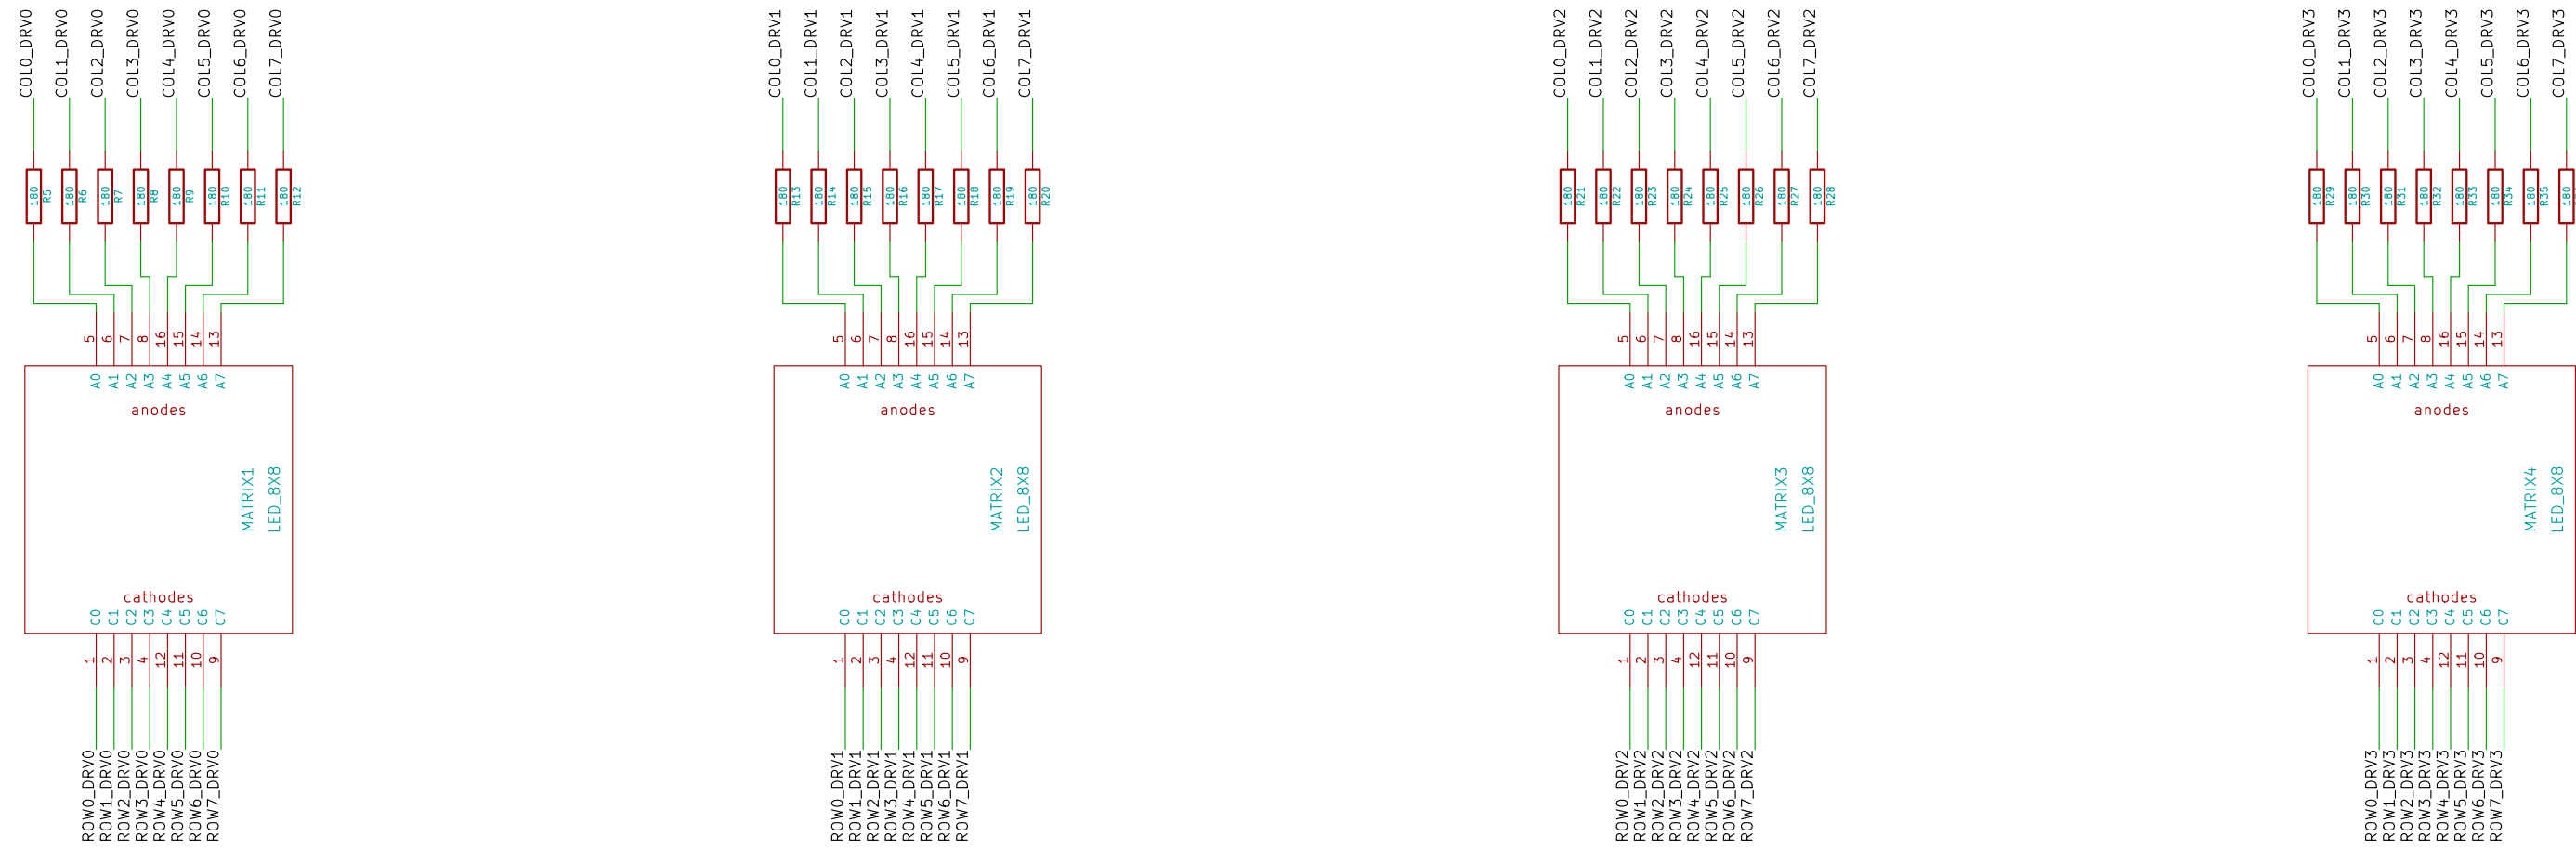 COL0_DRV0 COL1_DRV0 COL2_DRV0 COL3_DRV0 COL4_DRV0 COL5_DRV0 COL6_DRV0 COL7_DRV0
180 R5 180 R6 180 R7 180 R8 180 R9 180 R10 180 R11 180 R12
5 6 7 8 16 15 14 13
A0 A1 A2 A3 A4 A5 A6 A7
anodes
MATRIX1
LED_8X8
cathodes
C0 C1 C2 C3 C4 C5 C6 C7
1 2 3 4 12 11 10 9
ROW0_DRV0 ROW1_DRV0 ROW2_DRV0 ROW3_DRV0 ROW4_DRV0 ROW5_DRV0 ROW6_DRV0 ROW7_DRV0
COL0_DRV1 COL1_DRV1 COL2_DRV1 COL3_DRV1 COL4_DRV1 COL5_DRV1 COL6_DRV1 COL7_DRV1
180 R13 180 R14 180 R15 180 R16 180 R17 180 R18 180 R19 180 R20
5 6 7 8 16 15 14 13
A0 A1 A2 A3 A4 A5 A6 A7
anodes
MATRIX2
LED_8X8
cathodes
C0 C1 C2 C3 C4 C5 C6 C7
1 2 3 4 12 11 10 9
ROW0_DRV1 ROW1_DRV1 ROW2_DRV1 ROW3_DRV1 ROW4_DRV1 ROW5_DRV1 ROW6_DRV1 ROW7_DRV1
COL0_DRV2 COL1_DRV2 COL2_DRV2 COL3_DRV2 COL4_DRV2 COL5_DRV2 COL6_DRV2 COL7_DRV2
180 R21 180 R22 180 R23 180 R24 180 R25 180 R26 180 R27 180 R28
5 6 7 8 16 15 14 13
A0 A1 A2 A3 A4 A5 A6 A7
anodes
MATRIX3
LED_8X8
cathodes
C0 C1 C2 C3 C4 C5 C6 C7
1 2 3 4 12 11 10 9
ROW0_DRV2 ROW1_DRV2 ROW2_DRV2 ROW3_DRV2 ROW4_DRV2 ROW5_DRV2 ROW6_DRV2 ROW7_DRV2
COL0_DRV3 COL1_DRV3 COL2_DRV3 COL3_DRV3 COL4_DRV3 COL5_DRV3 COL6_DRV3 COL7_DRV3
180 R29 180 R30 180 R31 180 R32 180 R33 180 R34 180 R35 180
5 6 7 8 16 15 14 13
A0 A1 A2 A3 A4 A5 A6 A7
anodes
MATRIX4
LED_8X8
cathodes
C0 C1 C2 C3 C4 C5 C6 C7
1 2 3 4 12 11 10 9
ROW0_DRV3 ROW1_DRV3 ROW2_DRV3 ROW3_DRV3 ROW4_DRV3 ROW5_DRV3 ROW6_DRV3 ROW7_DRV3